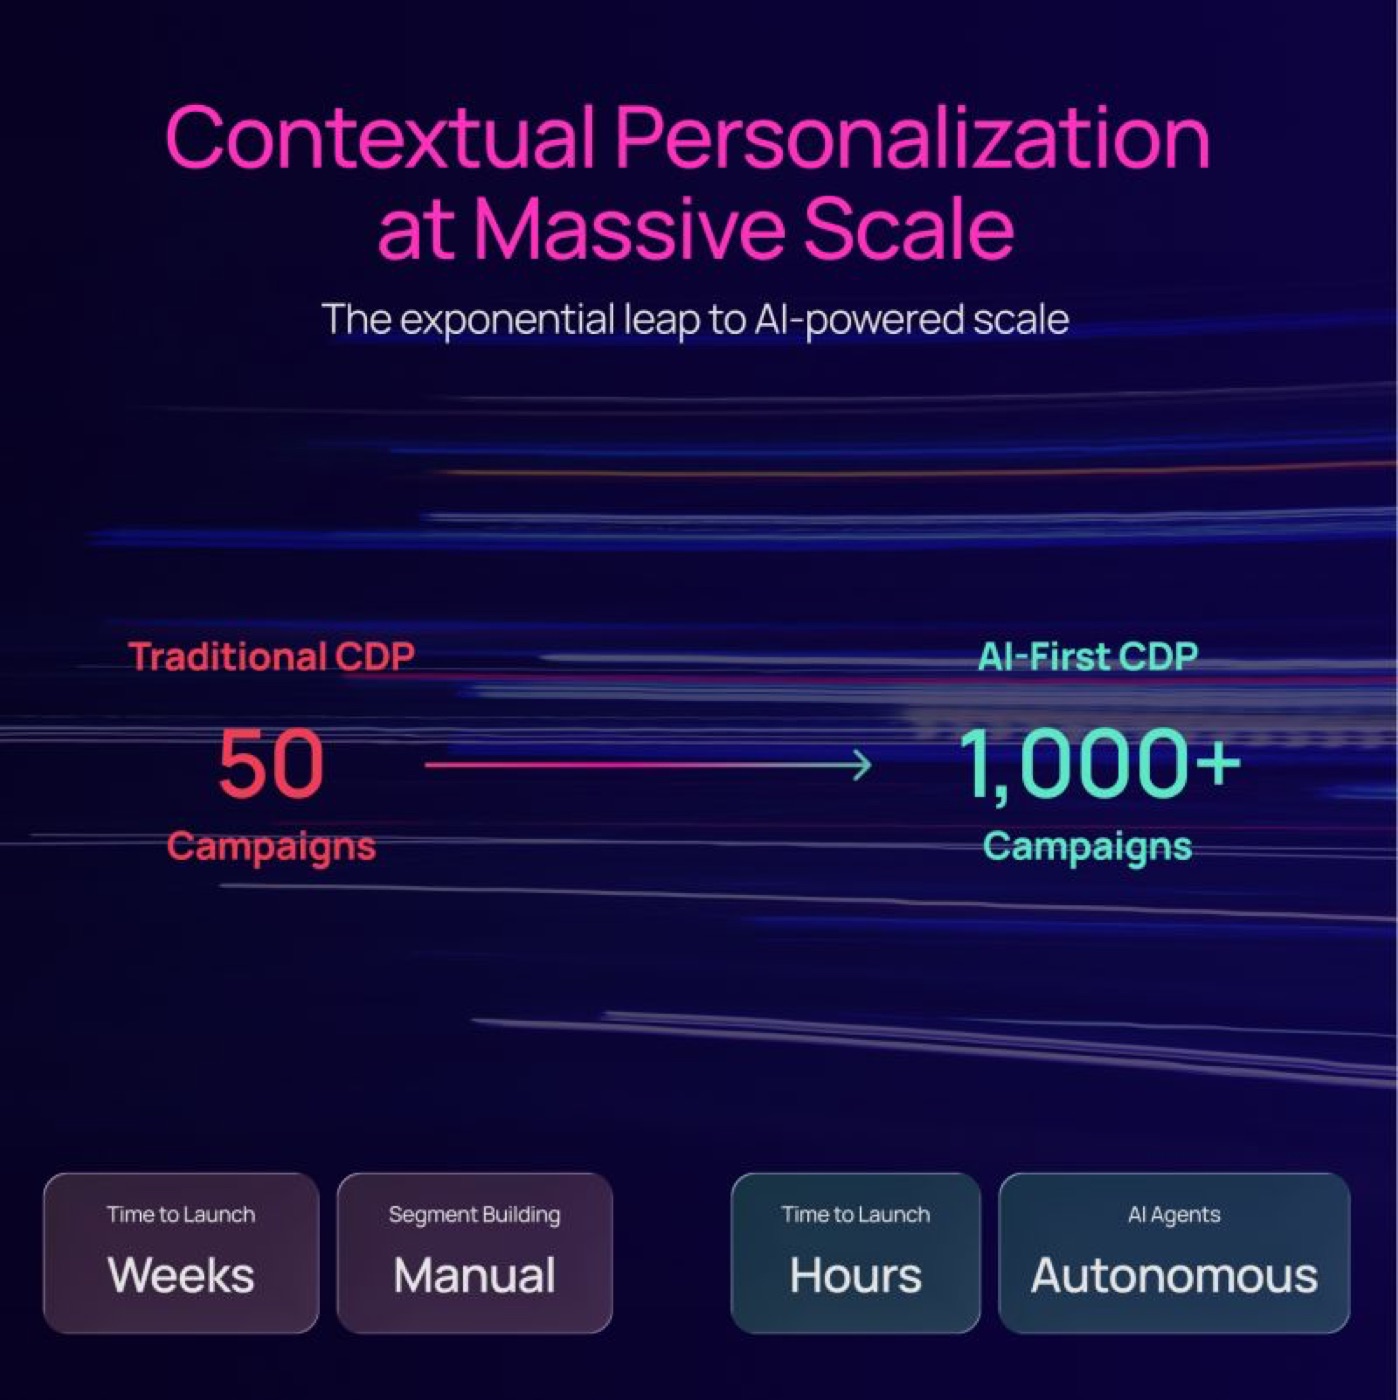 Contextual Personalization
at Massive Scale
The exponential leap to AI-powered scale
Traditional CDP
50
Campaigns
AI-First CDP
1,000+
Campaigns
Time to Launch
Weeks
Segment Building
Manual
Time to Launch
Hours
AI Agents
Autonomous